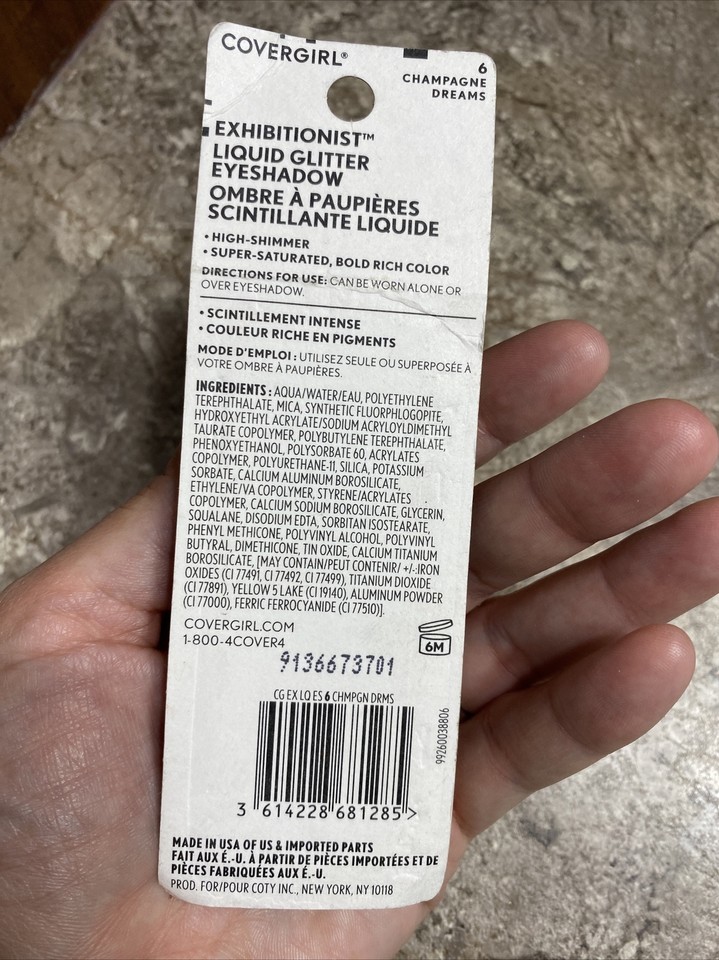 COVERGIRL®
6
CHAMPAGNE
DREAMS
EXHIBITIONIST™
LIQUID GLITTER
EYESHADOW
OMBRE À PAUPIÈRES
SCINTILLANTE LIQUIDE
• HIGH-SHIMMER
• SUPER-SATURATED, BOLD RICH COLOR
DIRECTIONS FOR USE: CAN BE WORN ALONE OR
OVER EYESHADOW.
• SCINTILLEMENT INTENSE
• COULEUR RICHE EN PIGMENTS
MODE D'EMPLOI : UTILISEZ SEULE OU SUPERPOSÉE À
VOTRE OMBRE À PAUPIÈRES.
INGREDIENTS : AQUA/WATER/EAU, POLYETHYLENE
TEREPHTHALATE, MICA, SYNTHETIC FLUORPHLOGOPITE,
HYDROXYETHYL ACRYLATE/SODIUM ACRYLOYLDIMETHYL
TAURATE COPOLYMER, POLYBUTYLENE TEREPHTHALATE,
PHENOXYETHANOL, POLYSORBATE 60, ACRYLATES
COPOLYMER, POLYURETHANE-11, SILICA, POTASSIUM
SORBATE, CALCIUM ALUMINUM BOROSILICATE,
ETHYLENE/VA COPOLYMER, STYRENE/ACRYLATES
COPOLYMER, CALCIUM SODIUM BOROSILICATE, GLYCERIN,
SQUALANE, DISODIUM EDTA, SORBITAN ISOSTEARATE,
PHENYL METHICONE, POLYVINYL ALCOHOL, POLYVINYL
BUTYRAL, DIMETHICONE, TIN OXIDE, CALCIUM TITANIUM
BOROSILICATE, [MAY CONTAIN/PEUT CONTENIR/ +/-:IRON
OXIDES (CI 77491, CI 77492, CI 77499), TITANIUM DIOXIDE
(CI 77891), YELLOW 5 LAKE (CI 19140), ALUMINUM POWDER
(CI 77000), FERRIC FERROCYANIDE (CI 77510)].
COVERGIRL.COM
1-800-4COVER4
6M
9136673701
CG EX LQ ES 6 CHMPGN DRMS
99260038806
3 614228 681285 >
MADE IN USA OF US & IMPORTED PARTS
FAIT AUX É.-U. À PARTIR DE PIÈCES IMPORTÉES ET DE
PIÈCES FABRIQUÉES AUX É.-U.
PROD. FOR/POUR COTY INC., NEW YORK, NY 10118